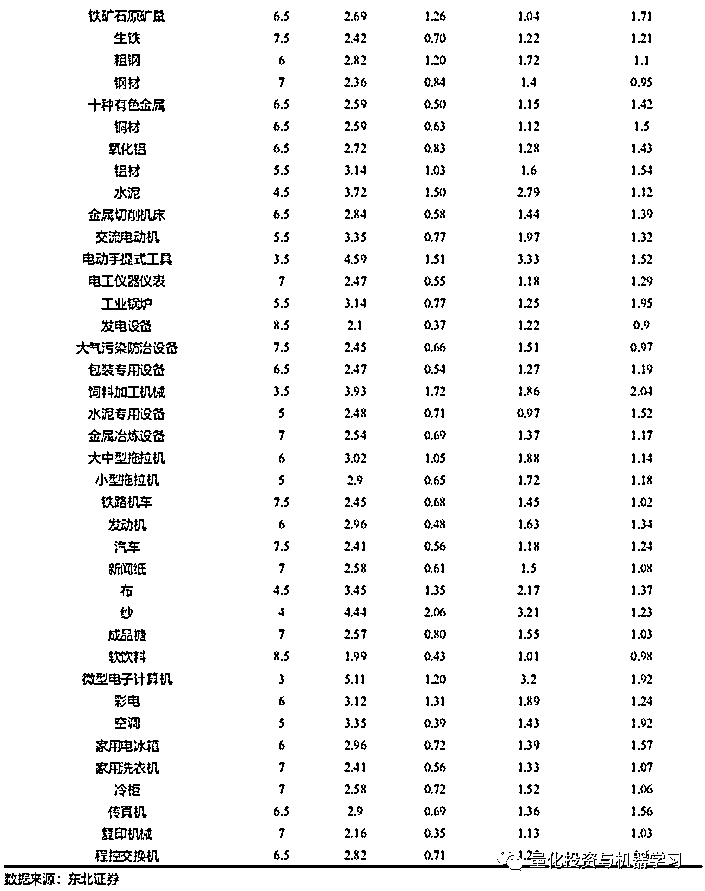 铁矿石原矿量 6.5 2.69 1.26 1.04 1.71
生铁 7.5 2.42 0.70 1.22 1.21
粗钢 6 2.82 1.20 1.72 1.1
钢材 7 2.36 0.84 1.4 0.95
十种有色金属 6.5 2.59 0.50 1.15 1.42
铜材 6.5 2.59 0.63 1.12 1.5
氧化铝 6.5 2.72 0.83 1.28 1.43
铝材 5.5 3.14 1.03 1.6 1.54
水泥 4.5 3.72 1.50 2.79 1.12
金属切削机床 6.5 2.84 0.58 1.44 1.39
交流电动机 5.5 3.35 0.77 1.97 1.32
电动手提式工具 3.5 4.59 1.51 3.33 1.52
电工仪器仪表 7 2.47 0.55 1.18 1.29
工业锅炉 5.5 3.14 0.77 1.25 1.95
发电设备 8.5 2.1 0.37 1.22 0.9
大气污染防治设备 7.5 2.45 0.66 1.51 0.97
包装专用设备 6.5 2.47 0.54 1.27 1.19
饲料加工机械 3.5 3.93 1.72 1.86 2.04
水泥专用设备 5 2.48 0.71 0.97 1.52
金属冶炼设备 7 2.54 0.69 1.37 1.17
大中型拖拉机 6 3.02 1.05 1.88 1.14
小型拖拉机 5 2.9 0.65 1.72 1.18
铁路机车 7.5 2.45 0.68 1.45 1.02
发动机 6 2.96 0.48 1.63 1.34
汽车 7.5 2.41 0.56 1.18 1.24
新闻纸 7 2.58 0.61 1.5 1.08
布 4.5 3.45 1.35 2.17 1.37
纱 4 4.44 2.06 3.21 1.23
成品糖 7 2.57 0.80 1.55 1.03
软饮料 8.5 1.99 0.43 1.01 0.98
微型电子计算机 3 5.11 1.20 3.2 1.92
彩电 6 3.12 1.31 1.89 1.24
空调 5 3.35 0.39 1.43 1.92
家用电冰箱 6 2.96 0.72 1.39 1.57
家用洗衣机 7 2.41 0.56 1.33 1.07
冷柜 7 2.58 0.72 1.52 1.06
传真机 6.5 2.9 0.69 1.36 1.56
复印机械 7 2.16 0.35 1.13 1.03
程控交换机 6.5 2.82 0.71
量化投资与机器学习
数据来源：东北证券